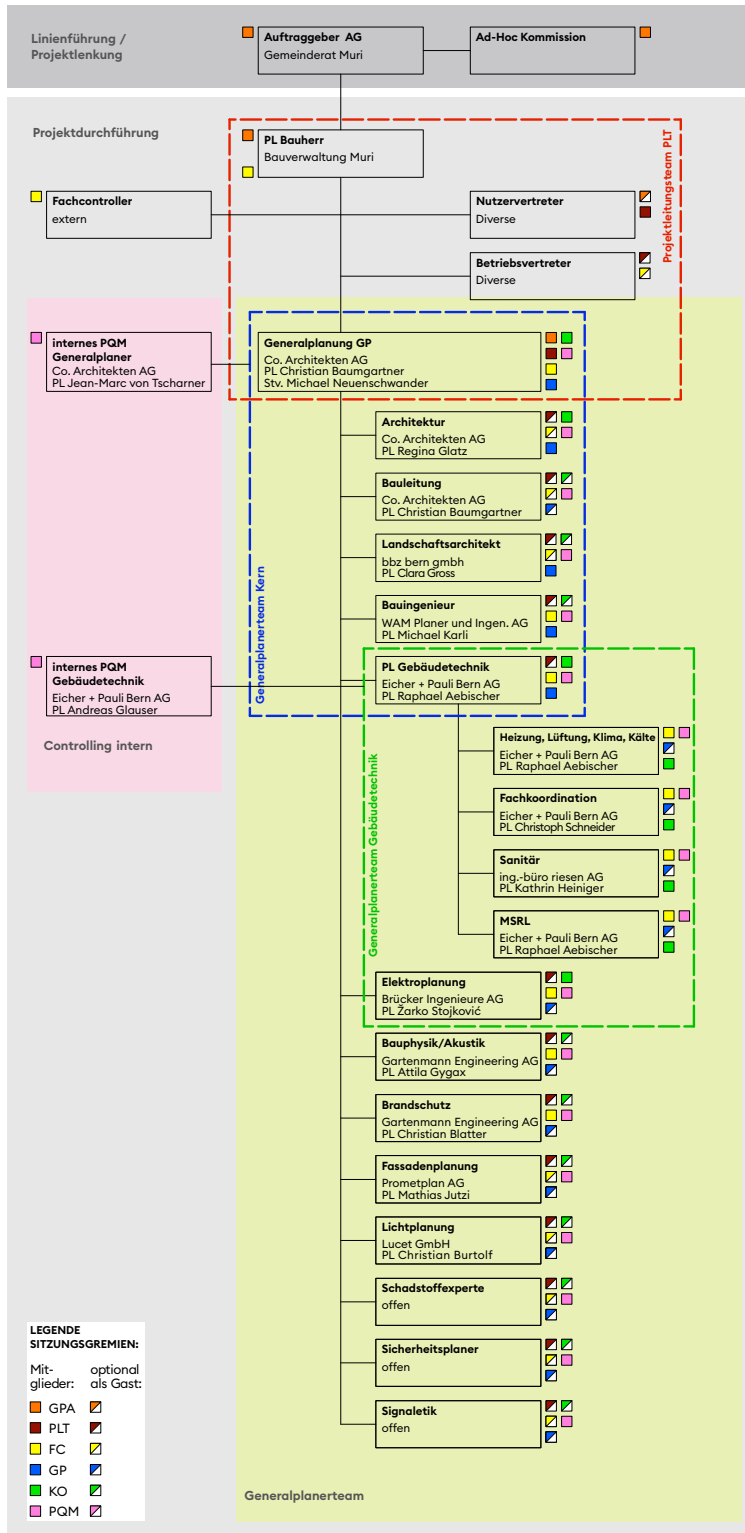 Linienführung /
Projektlenkung
Auftraggeber AG
Gemeinderat Muri
Ad-Hoc Kommission
Projektdurchführung
PL Bauherr
Bauverwaltung Muri
Projektleitungsteam PLT
Fachcontroller
extern
Nutzervertreter
Diverse
Betriebsvertreter
Diverse
internes PQM
Generalplaner
Co. Architekten AG
PL Jean-Marc von Tscharner
Generalplanung GP
Co. Architekten AG
PL Christian Baumgartner
Stv. Michael Neuenschwander
Architektur
Co. Architekten AG
PL Regina Glatz
Bauleitung
Co. Architekten AG
PL Christian Baumgartner
Landschaftsarchitekt
bbz bern gmbh
PL Clara Gross
Bauingenieur
WAM Planer und Ingen. AG
PL Michael Karli
Generalplanerteam Kern
internes PQM
Gebäudetechnik
Eicher + Pauli Bern AG
PL Andreas Glauser
Controlling intern
PL Gebäudetechnik
Eicher + Pauli Bern AG
PL Raphael Aebischer
Heizung, Lüftung, Klima, Kälte
Eicher + Pauli Bern AG
PL Raphael Aebischer
Fachkoordination
Eicher + Pauli Bern AG
PL Christoph Schneider
Sanitär
ing.-büro riesen AG
PL Kathrin Heiniger
MSRL
Eicher + Pauli Bern AG
PL Raphael Aebischer
Generalplanerteam Gebäudetechnik
Elektroplanung
Brücker Ingenieure AG
PL Žarko Stojković
Bauphysik/Akustik
Gartenmann Engineering AG
PL Attila Gygax
Brandschutz
Gartenmann Engineering AG
PL Christian Blatter
Fassadenplanung
Prometplan AG
PL Mathias Jutzi
Lichtplanung
Lucet GmbH
PL Christian Burtolf
Schadstoffexperte
offen
Sicherheitsplaner
offen
Signaletik
offen
Generalplanerteam
LEGENDE
SITZUNGSGREMIEN:
Mit- optional
glieder: als Gast:
GPA
PLT
FC
GP
KO
PQM